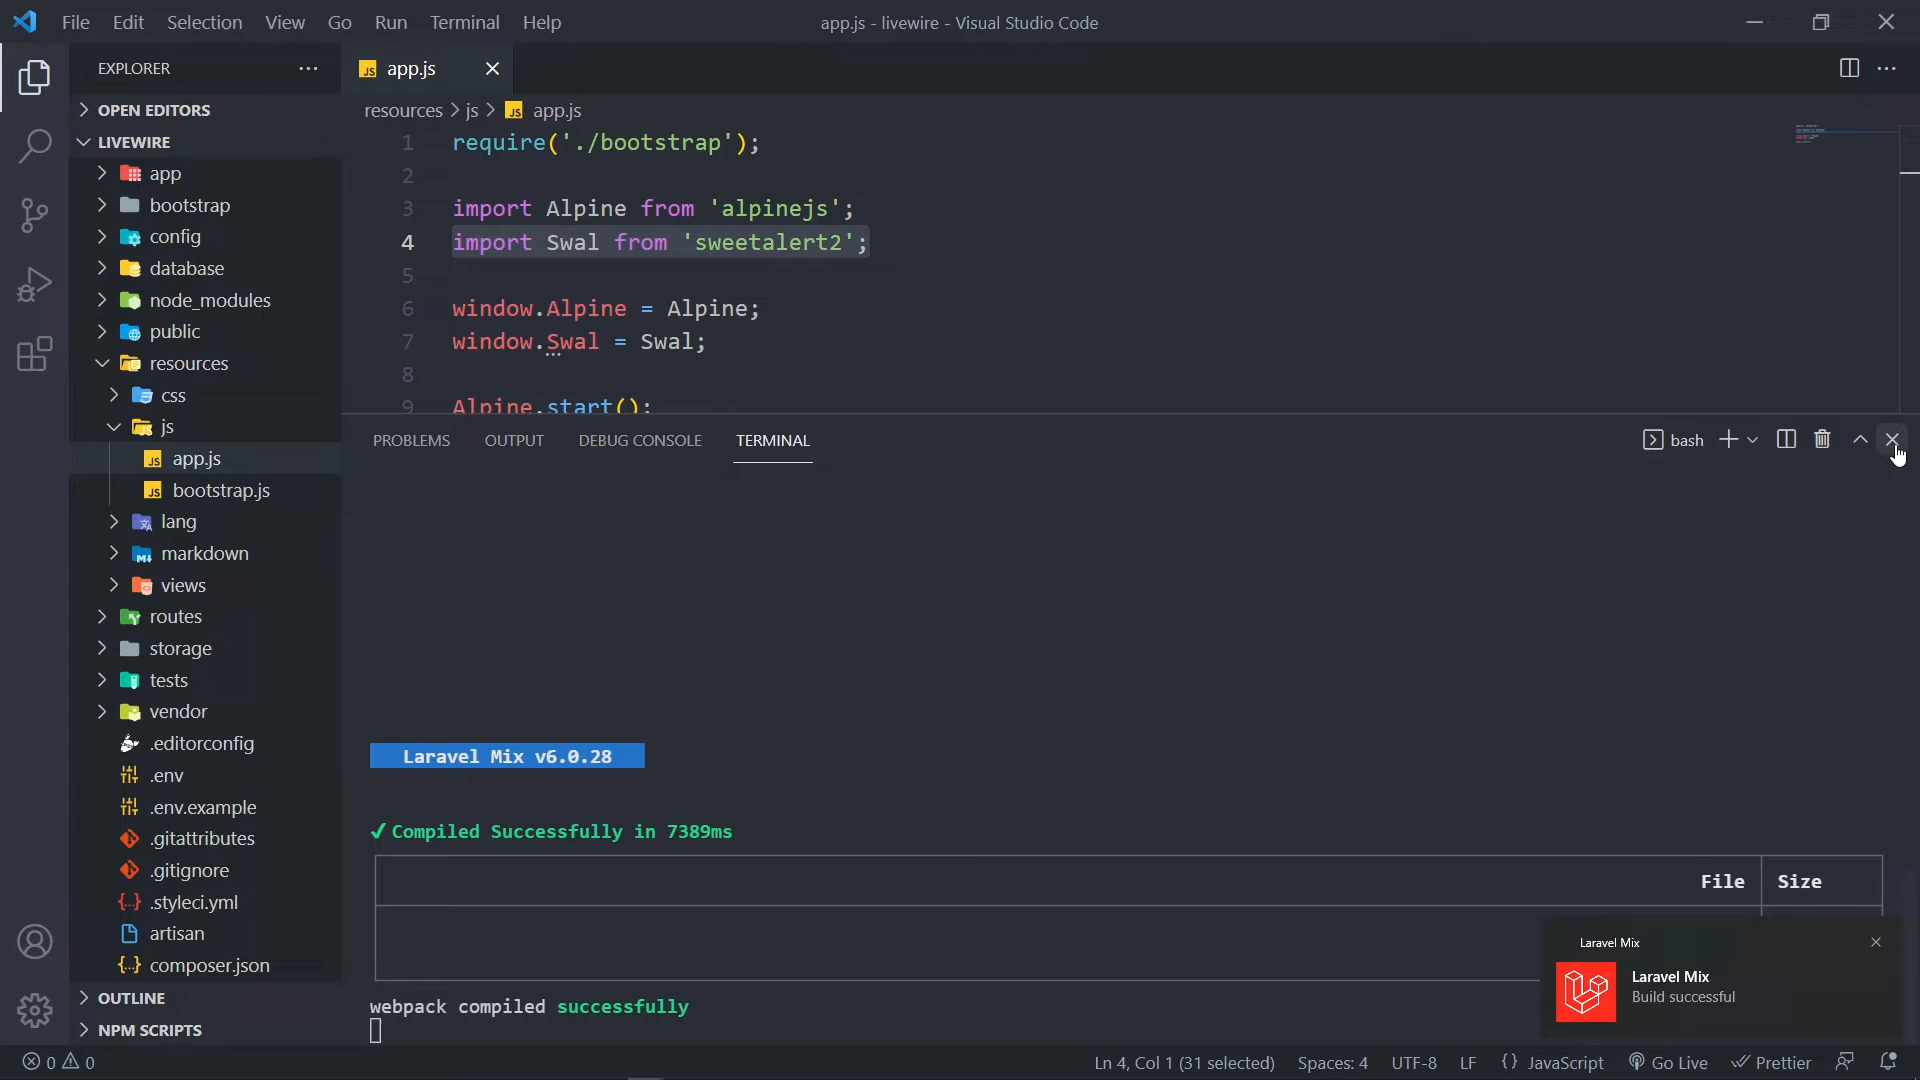 File Edit Selection View Go Run Terminal Help
app.js - livewire - Visual Studio Code
EXPLORER
OPEN EDITORS
LIVEWIRE
app
bootstrap
config
database
node_modules
public
resources
css
js
app.js
bootstrap.js
lang
markdown
views
routes
storage
tests
vendor
.editorconfig
.env
.env.example
.gitattributes
.gitignore
.styleci.yml
artisan
composer.json
OUTLINE
NPM SCRIPTS
app.js
resources > js > app.js
1 require('./bootstrap');
2
3 import Alpine from 'alpinejs';
4 import Swal from 'sweetalert2';
5
6 window.Alpine = Alpine;
7 window.Swal = Swal;
8
9 Alpine.start();
PROBLEMS OUTPUT DEBUG CONSOLE TERMINAL
bash
Laravel Mix v6.0.28
✔ Compiled Successfully in 7389ms
File Size
webpack compiled successfully
Laravel Mix
Laravel Mix
Build successful
0 0
Ln 4, Col 1 (31 selected) Spaces: 4 UTF-8 LF {} JavaScript Go Live Prettier